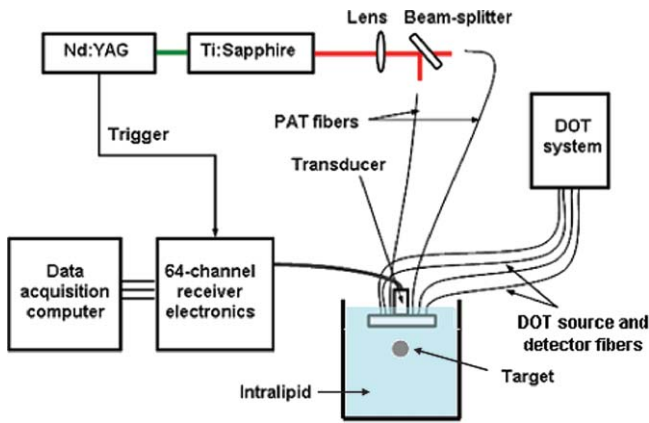 Lens
Beam-splitter
Nd:YAG
Ti:Sapphire
Trigger
PAT fibers
Transducer
DOT
system
Data
acquisition
computer
64-channel
receiver
electronics
DOT source and
detector fibers
Target
Intralipid